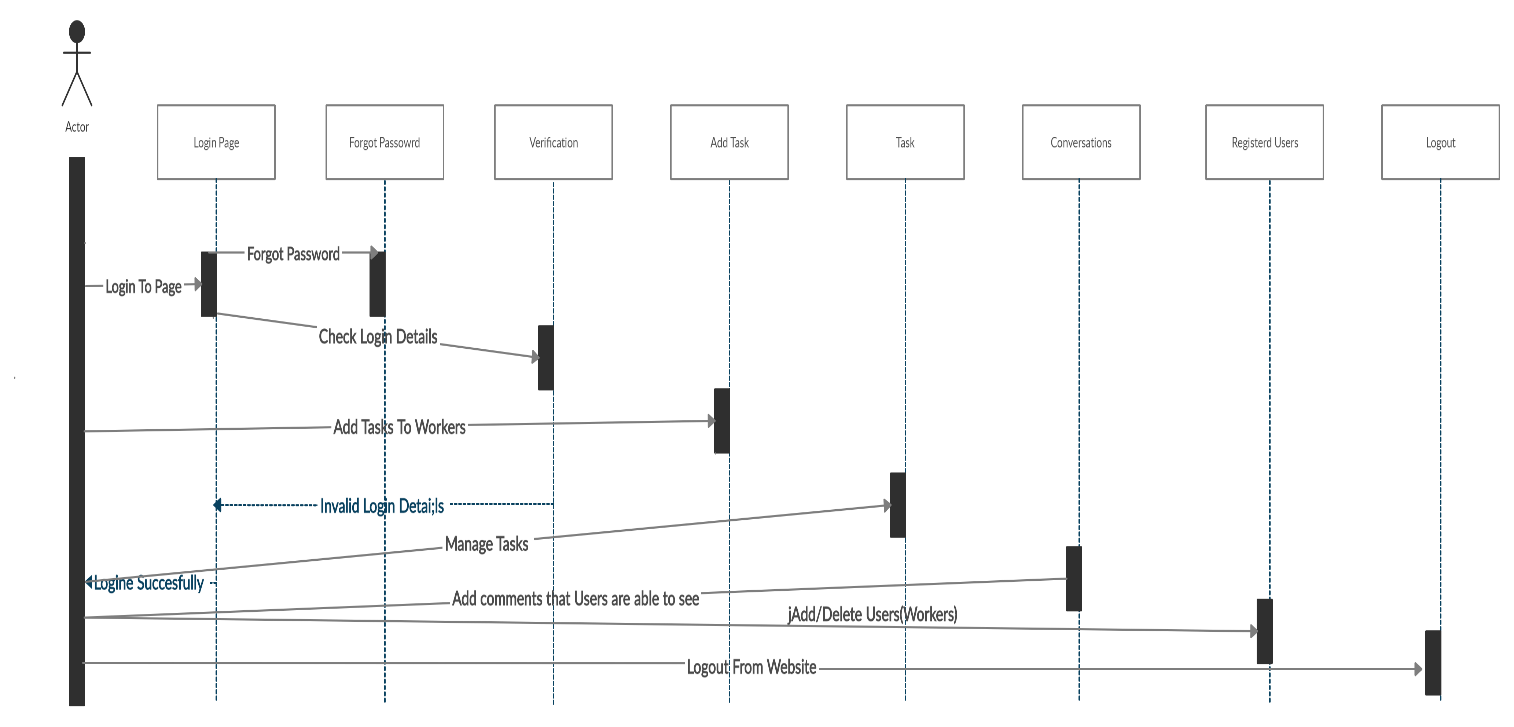 Actor
Login Page
Forgot Passowrd
Verification
Add Task
Task
Conversations
Registerd Users
Logout
Forgot Password
Login To Page
Check Login Details
Add Tasks To Workers
Invalid Login Detai;ls
Manage Tasks
Logine Succesfully
Add comments that Users are able to see
jAdd/Delete Users(Workers)
Logout From Website